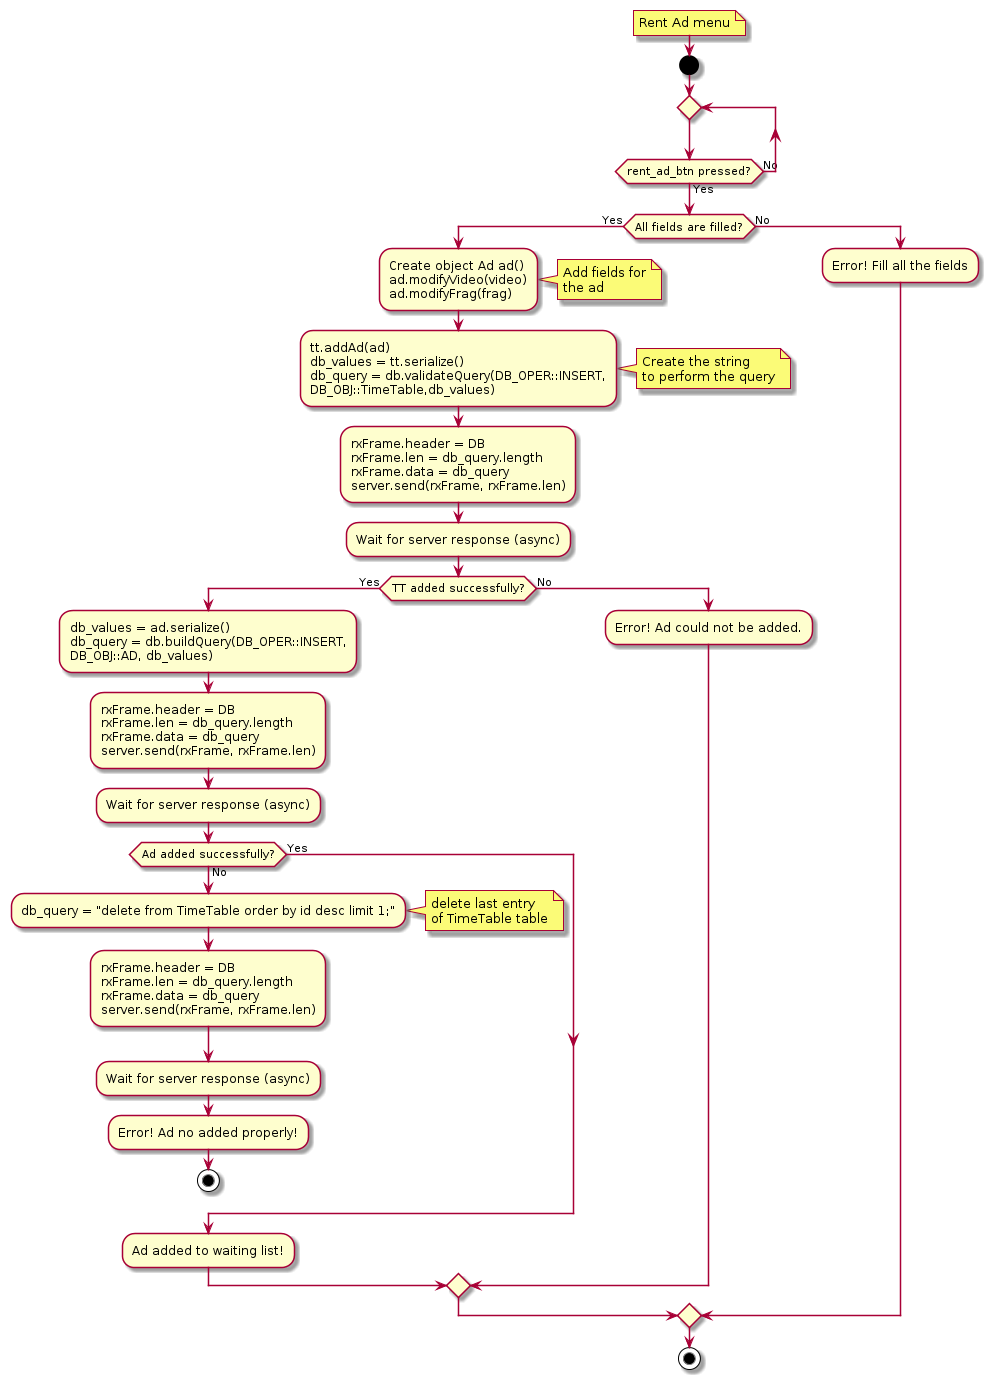 Rent Ad menu
No
rent_ad_btn pressed?
Yes
Yes
All fields are filled?
No
Create object Ad ad()
ad.modifyVideo(video)
ad.modifyFrag(frag)
Add fields for
the ad
Error! Fill all the fields
tt.addAd(ad)
db_values = tt.serialize()
db_query = db.validateQuery(DB_OPER::INSERT,
DB_OBJ::TimeTable,db_values)
Create the string
to perform the query
rxFrame.header = DB
rxFrame.len = db_query.length
rxFrame.data = db_query
server.send(rxFrame, rxFrame.len)
Wait for server response (async)
Yes
TT added successfully?
No
db_values = ad.serialize()
db_query = db.buildQuery(DB_OPER::INSERT,
DB_OBJ::AD, db_values)
Error! Ad could not be added.
rxFrame.header = DB
rxFrame.len = db_query.length
rxFrame.data = db_query
server.send(rxFrame, rxFrame.len)
Wait for server response (async)
Ad added successfully?
Yes
No
db_query = "delete from TimeTable order by id desc limit 1;"
delete last entry
of TimeTable table
rxFrame.header = DB
rxFrame.len = db_query.length
rxFrame.data = db_query
server.send(rxFrame, rxFrame.len)
Wait for server response (async)
Error! Ad no added properly!
Ad added to waiting list!